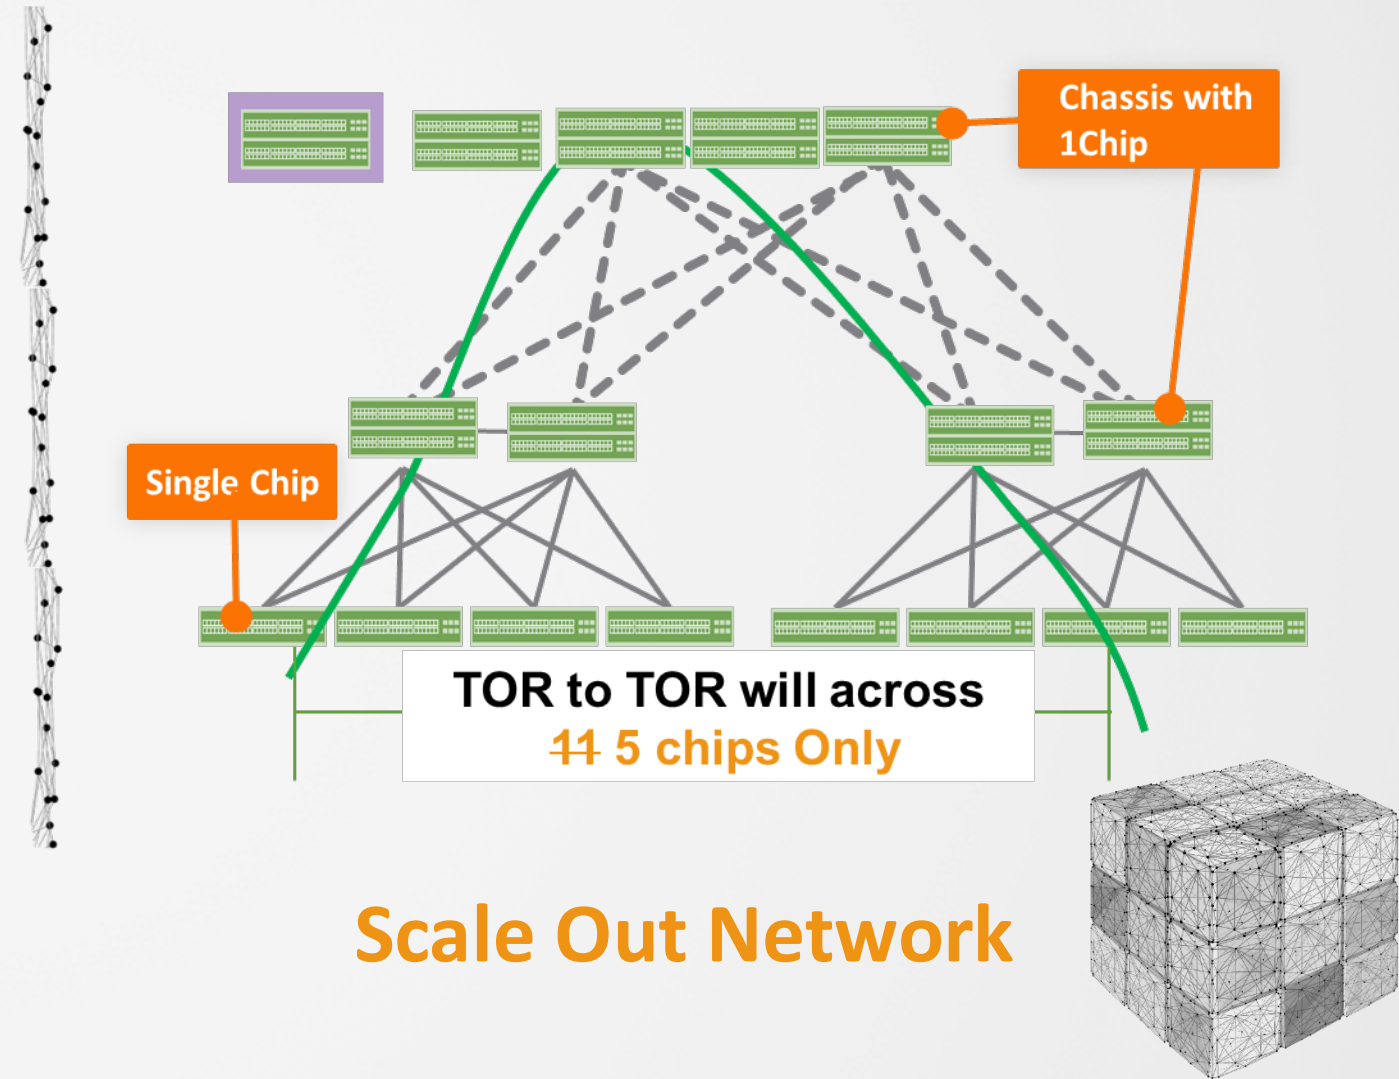 Chassis with
1Chip
Single Chip
TOR to TOR will across
11 5 chips Only
Scale Out Network